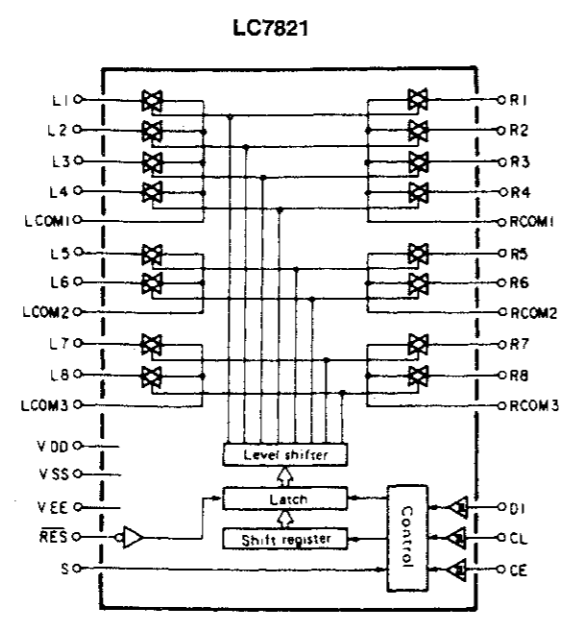 LC7821
L1 R1
L2 R2
L3 R3
L4 R4
LCOM1 RCOM1
L5 R5
L6 R6
LCOM2 RCOM2
L7 R7
L8 R8
LCOM3 RCOM3
VDD
Level shifter
VSS
Latch
VEE DI
RES Shift register Control CL
S CE